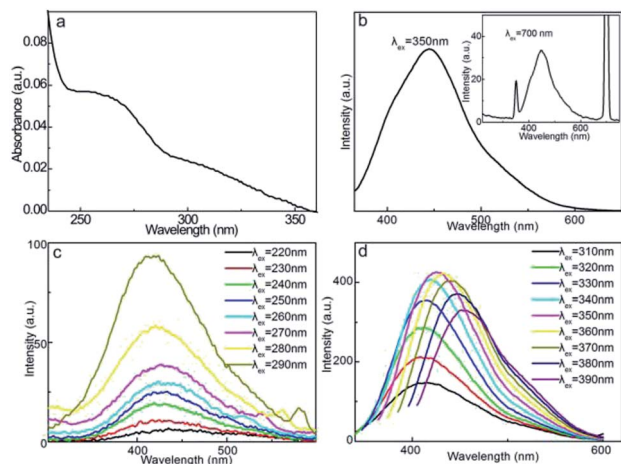 a
0.08
0.06
0.04
0.02
0.00
250
300
350
Absorbance (a.u.)
Wavelength (nm)
b
λex=350nm
Intensity (a.u.)
400
500
600
Wavelength (nm)
λex=700 nm
40
20
0
Intensity (a.u.)
400
600
Wavelength (nm)
c
100
50
Intensity (a.u.)
400
500
Wavelength (nm)
λex=220nm
λex=230nm
λex=240nm
λex=250nm
λex=260nm
λex=270nm
λex=280nm
λex=290nm
d
400
200
0
Intensity (a.u.)
400
500
600
Wavelength (nm)
λex=310nm
λex=320nm
λex=330nm
λex=340nm
λex=350nm
λex=360nm
λex=370nm
λex=380nm
λex=390nm